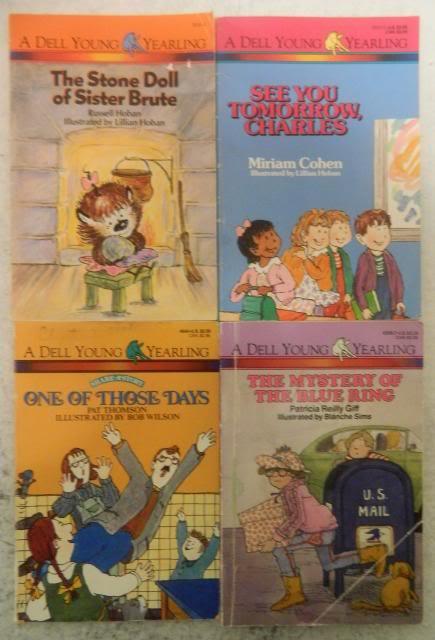 A DELL YOUNG YEARLING
The Stone Doll
of Sister Brute
Russell Hoban
Illustrated by Lillian Hoban
A DELL YOUNG YEARLING
SEE YOU
TOMORROW,
CHARLES
Miriam Cohen
Illustrated by Lillian Hoban
A DELL YOUNG YEARLING
SHARE-A-STORY
ONE OF THOSE DAYS
PAT THOMSON
ILLUSTRATED BY BOB WILSON
A DELL YOUNG YEARLING
THE MYSTERY OF
THE BLUE RING
Patricia Reilly Giff
Illustrated by Blanche Sims
U.S.
MAIL